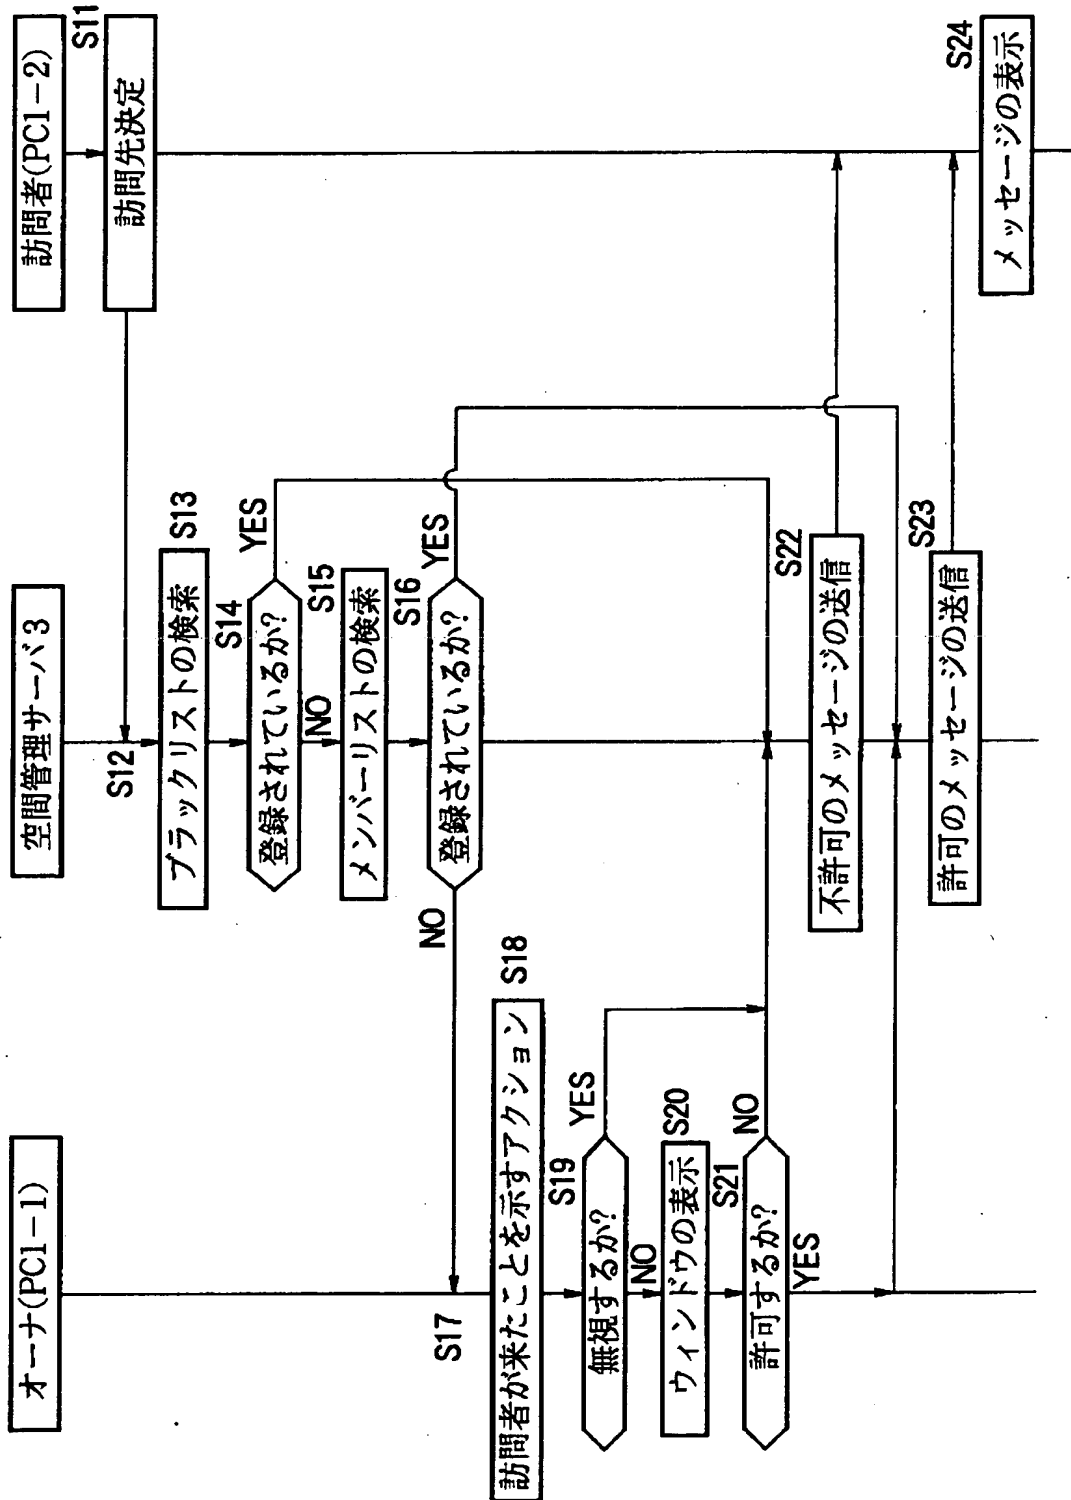 オーナ(PC1-1)
空間管理サーバ3
訪問者(PC1-2)
S11
訪問先決定
S12
ブラックリストの検索
S13
S14
登録されているか?
YES
NO
S15
メンバーリストの検索
S16
登録されているか?
YES
NO
S17
訪問者が来たことを示すアクション
S18
S19
無視するか?
YES
NO
ウィンドウの表示
S20
S21
許可するか?
NO
YES
S22
不許可のメッセージの送信
S23
許可のメッセージの送信
S24
メッセージの表示